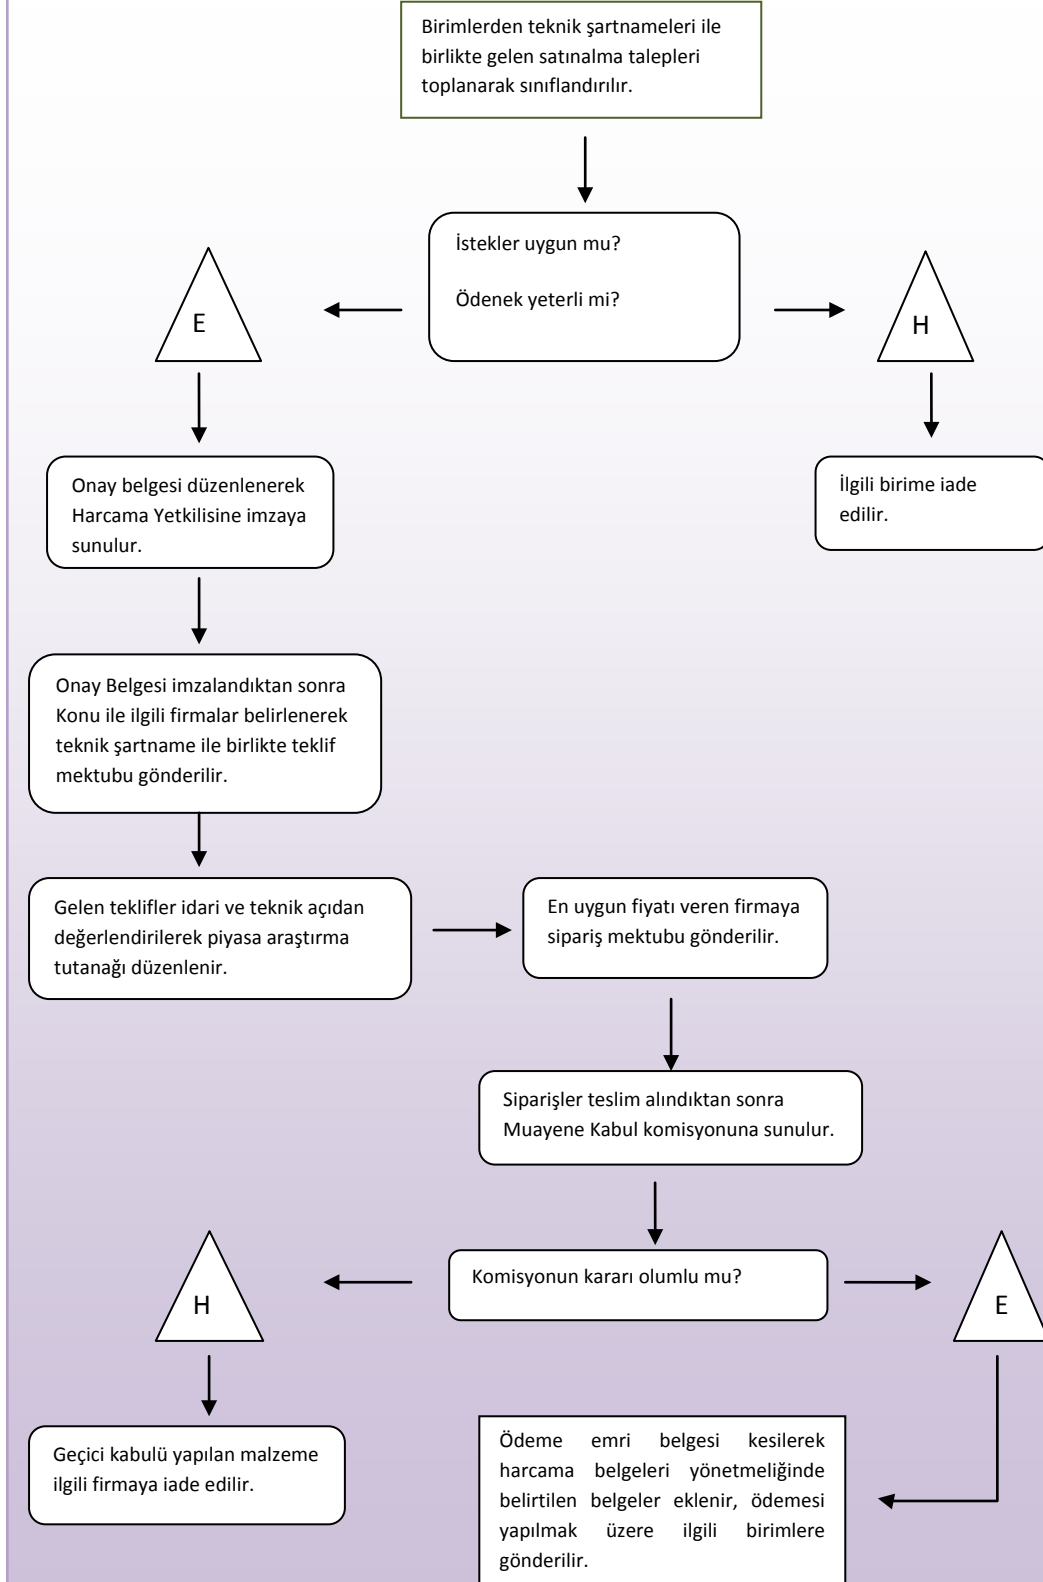 Birimlerden teknik şartnameleri ile
birlikte gelen satınalma talepleri
toplanarak sınıflandırılır.
İstekler uygun mu?
Ödenek yeterli mi?
E
H
Onay belgesi düzenlenerek
Harcama Yetkilisine imzaya
sunulur.
İlgili birime iade
edilir.
Onay Belgesi imzalandıktan sonra
Konu ile ilgili firmalar belirlenerek
teknik şartname ile birlikte teklif
mektubu gönderilir.
Gelen teklifler idari ve teknik açıdan
değerlendirilerek piyasa araştırma
tutanağı düzenlenir.
En uygun fiyatı veren firmaya
sipariş mektubu gönderilir.
Siparişler teslim alındıktan sonra
Muayene Kabul komisyonuna sunulur.
Komisyonun kararı olumlu mu?
H
E
Geçici kabulü yapılan malzeme
ilgili firmaya iade edilir.
Ödeme emri belgesi kesilerek
harcama belgeleri yönetmeliğinde
belirtilen belgeler eklenir, ödemesi
yapılmak üzere ilgili birimlere
gönderilir.